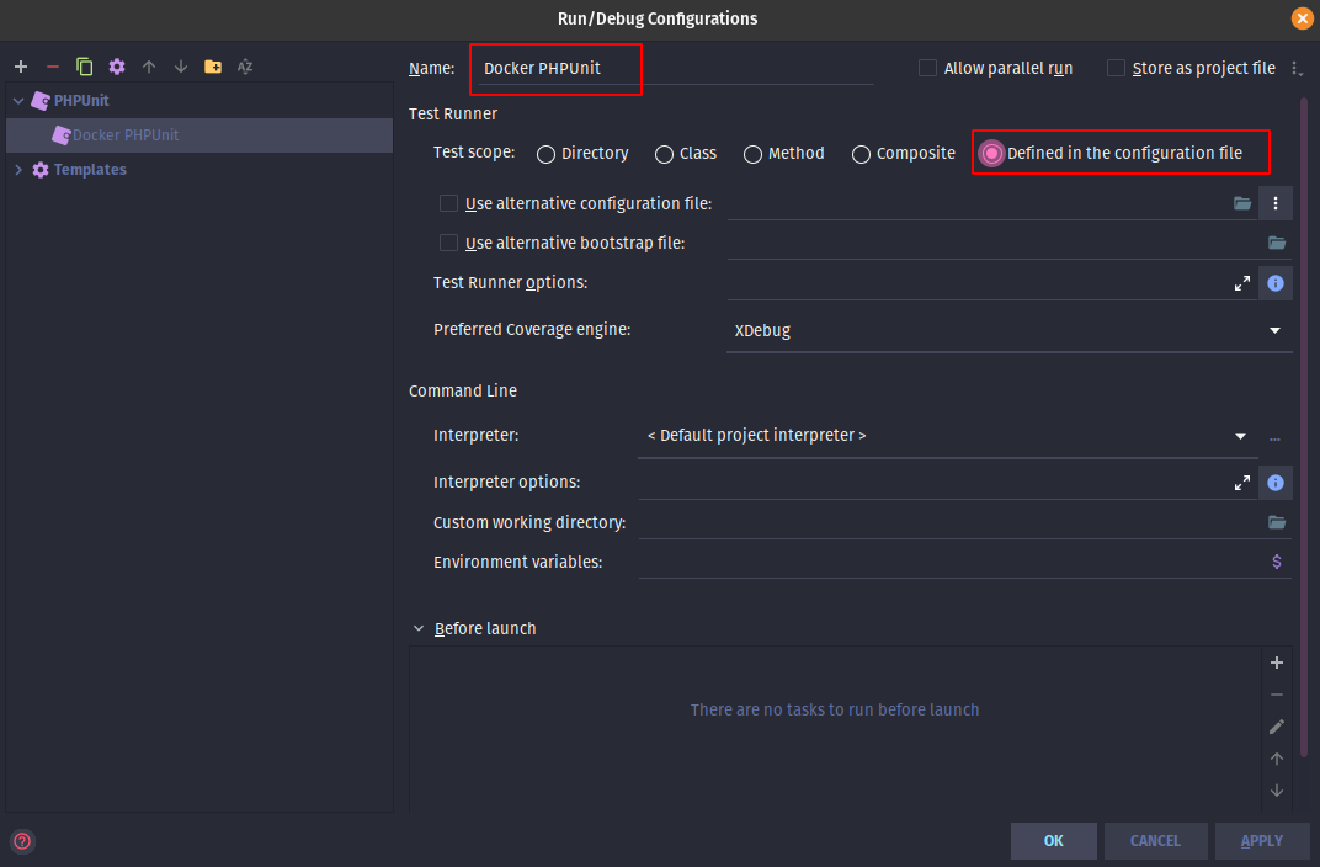 Run/Debug Configurations
Name: Docker PHPUnit
Allow parallel run
Store as project file
PHPUnit
Docker PHPUnit
Templates
Test Runner
Test scope: Directory Class Method Composite Defined in the configuration file
Use alternative configuration file:
Use alternative bootstrap file:
Test Runner options:
Preferred Coverage engine: XDebug
Command Line
Interpreter: < Default project interpreter >
Interpreter options:
Custom working directory:
Environment variables:
Before launch
There are no tasks to run before launch
OK CANCEL APPLY